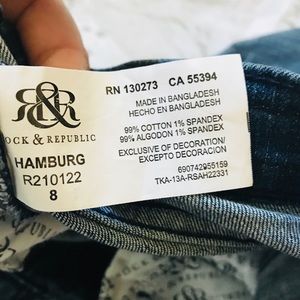 R&R
RN 130273 CA 55394
OCK & REPUBLIC
MADE IN BANGLADESH
HECHO EN BANGLADESH
HAMBURG
R210122
8
99% COTTON 1% SPANDEX
99% ALGODON 1% SPANDEX
EXCLUSIVE OF DECORATION/
EXCEPTO DECORACION
690742955159
TKA-13A-RSAH22331